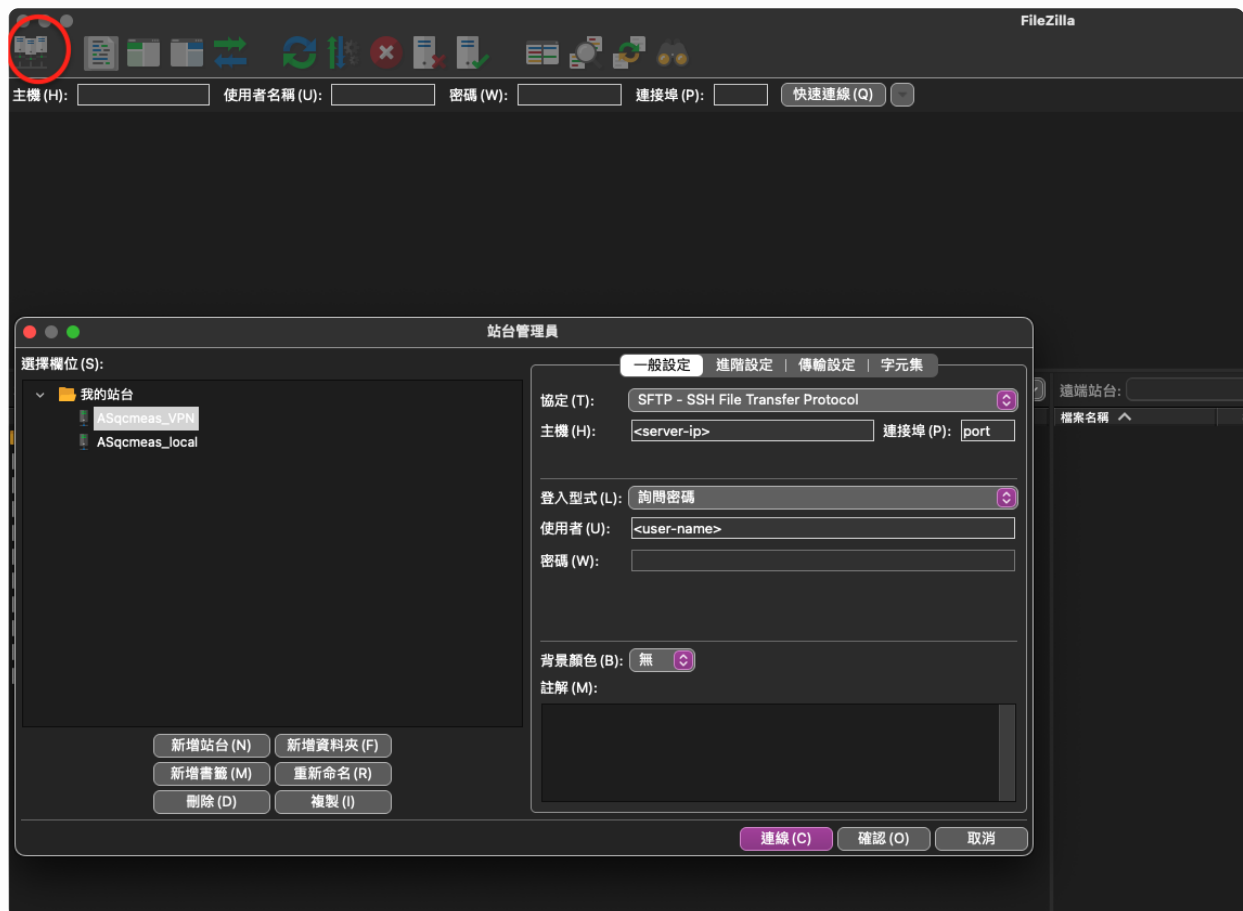 FileZilla
主機(H): 使用者名稱(U): 密碼(W): 連接埠(P): 快速連線(Q)
站台管理員
選擇欄位(S):
我的站台
ASqcmeas_VPN
ASqcmeas_local
一般設定 | 進階設定 | 傳輸設定 | 字元集
協定(T): SFTP - SSH File Transfer Protocol
主機(H): <server-ip> 連接埠(P): port
登入型式(L): 詢問密碼
使用者(U): <user-name>
密碼(W):
背景顏色(B): 無
註解(M):
新增站台(N) 新增資料夾(F)
新增書籤(M) 重新命名(R)
刪除(D) 複製(I)
連線(C) 確認(O) 取消
遠端站台:
檔案名稱